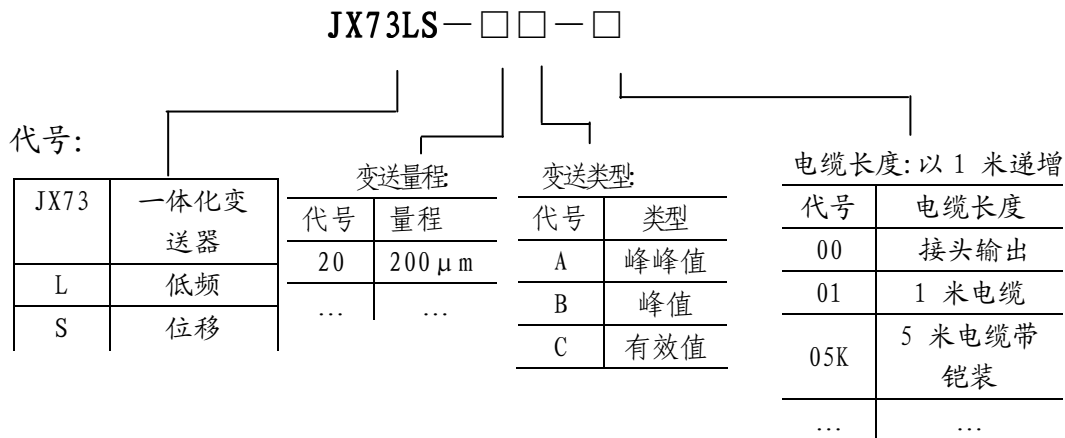 JX73LS－□□－□
代号:
JX73 一体化变
送器
L 低频
S 位移
变送量程:
代号 量程
20 200μm
… …
变送类型:
代号 类型
A 峰峰值
B 峰值
C 有效值
电缆长度:以 1 米递增
代号 电缆长度
00 接头输出
01 1 米电缆
05K 5 米电缆带
铠装
… …